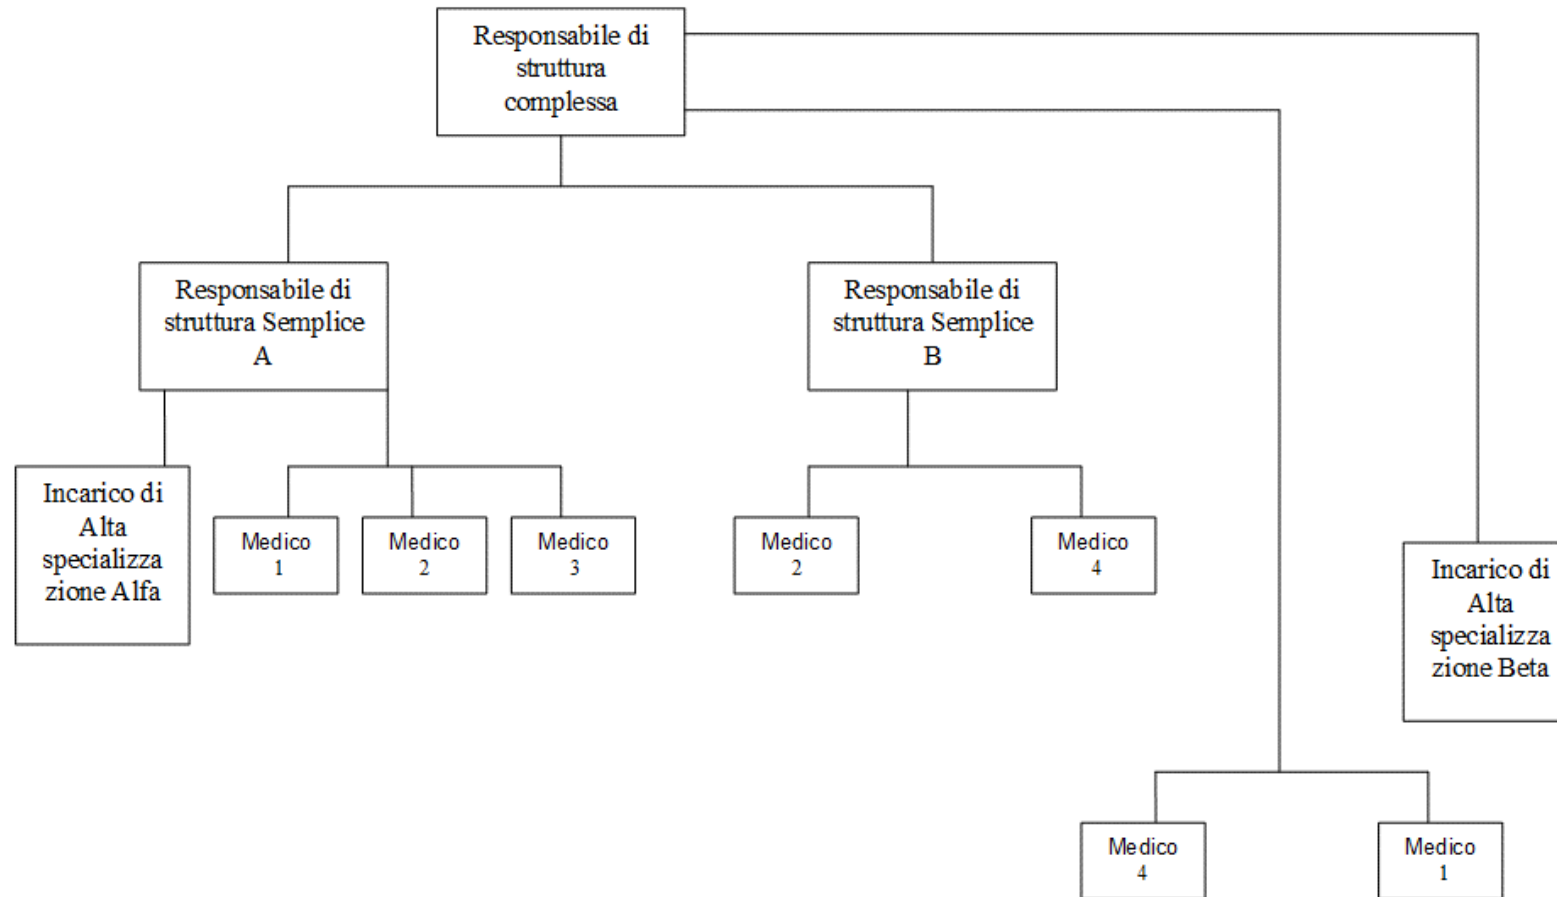 Responsabile di
struttura
complessa
Responsabile di
struttura Semplice
A
Responsabile di
struttura Semplice
B
Incarico di
Alta
specializza
zione Alfa
Medico
1
Medico
2
Medico
3
Medico
2
Medico
4
Incarico di
Alta
specializza
zione Beta
Medico
4
Medico
1